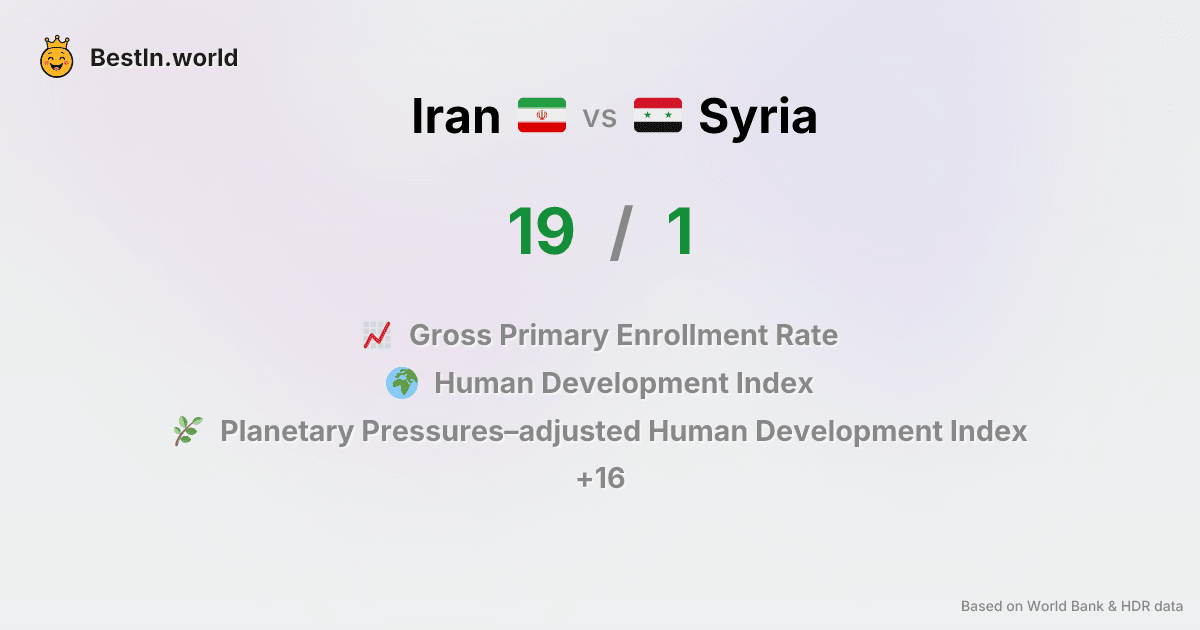 BestIn.world
Iran vs Syria
19 / 1
Gross Primary Enrollment Rate
Human Development Index
Planetary Pressures–adjusted Human Development Index
+16
Based on World Bank & HDR data